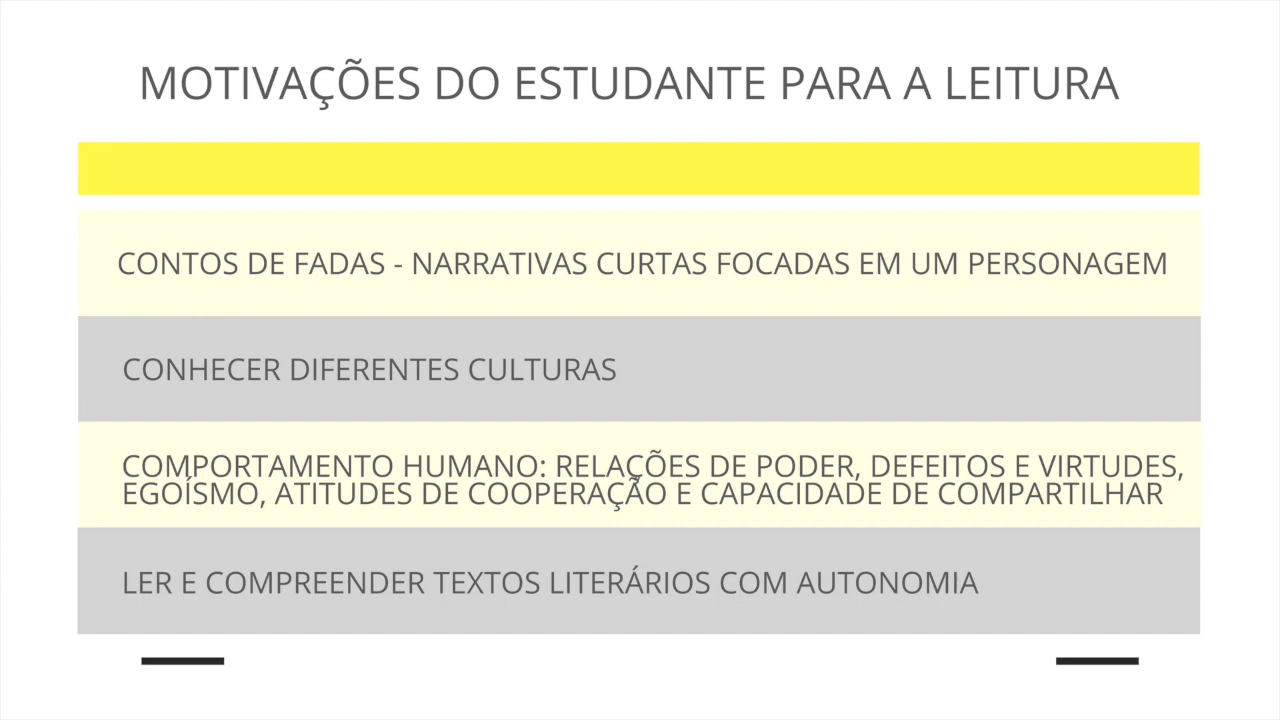 MOTIVAÇÕES DO ESTUDANTE PARA A LEITURA
CONTOS DE FADAS - NARRATIVAS CURTAS FOCADAS EM UM PERSONAGEM
CONHECER DIFERENTES CULTURAS
COMPORTAMENTO HUMANO: RELAÇÕES DE PODER, DEFEITOS E VIRTUDES,
EGOÍSMO, ATITUDES DE COOPERAÇÃO E CAPACIDADE DE COMPARTILHAR
LER E COMPREENDER TEXTOS LITERÁRIOS COM AUTONOMIA